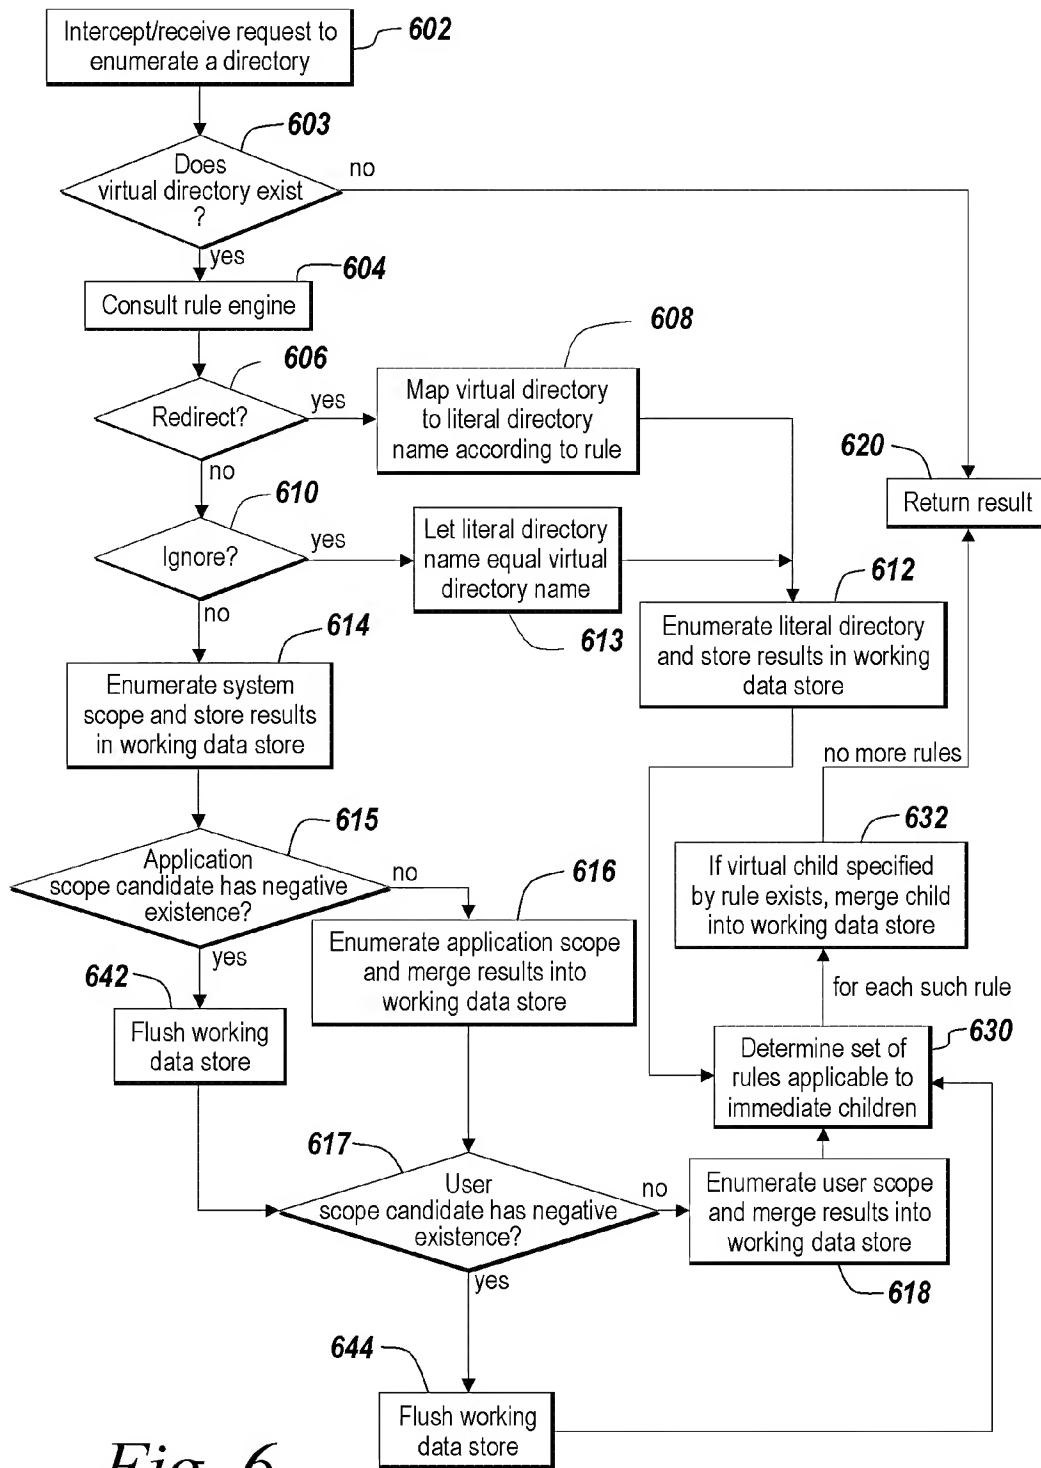 Intercept/receive request to
enumerate a directory
602
603
Does
virtual directory exist
?
no
yes
604
Consult rule engine
606
Redirect?
yes
608
Map virtual directory
to literal directory
name according to rule
no
610
Ignore?
yes
Let literal directory
name equal virtual
directory name
613
620
Return result
612
Enumerate literal directory
and store results in working
data store
no
614
Enumerate system
scope and store results
in working data store
no more rules
615
Application
scope candidate has negative
existence?
no
616
Enumerate application scope
and merge results into
working data store
632
If virtual child specified
by rule exists, merge child
into working data store
yes
642
Flush working
data store
for each such rule
630
Determine set of
rules applicable to
immediate children
617
User
scope candidate has negative
existence?
no
Enumerate user scope
and merge results into
working data store
618
yes
644
Flush working
data store
Fig. 6